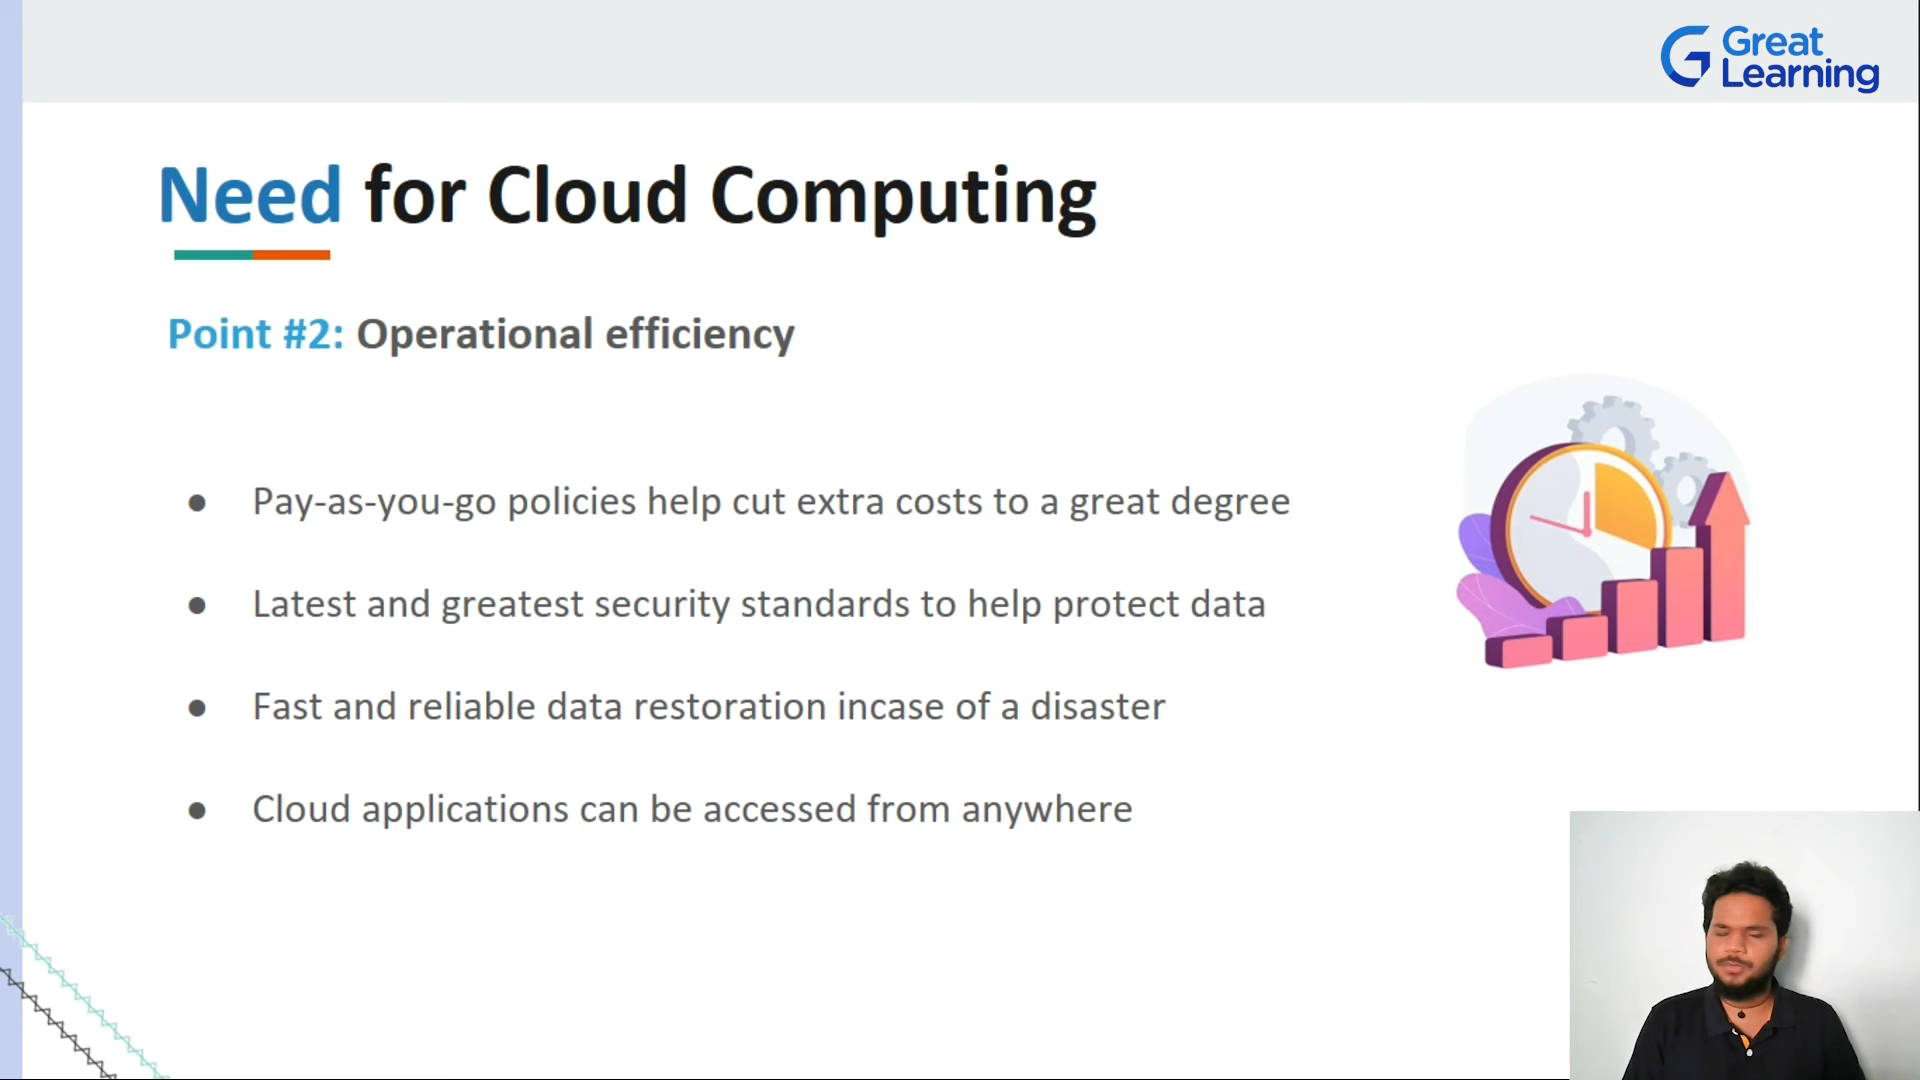 Great
Learning
Need for Cloud Computing
Point #2: Operational efficiency
● Pay-as-you-go policies help cut extra costs to a great degree
● Latest and greatest security standards to help protect data
● Fast and reliable data restoration incase of a disaster
● Cloud applications can be accessed from anywhere